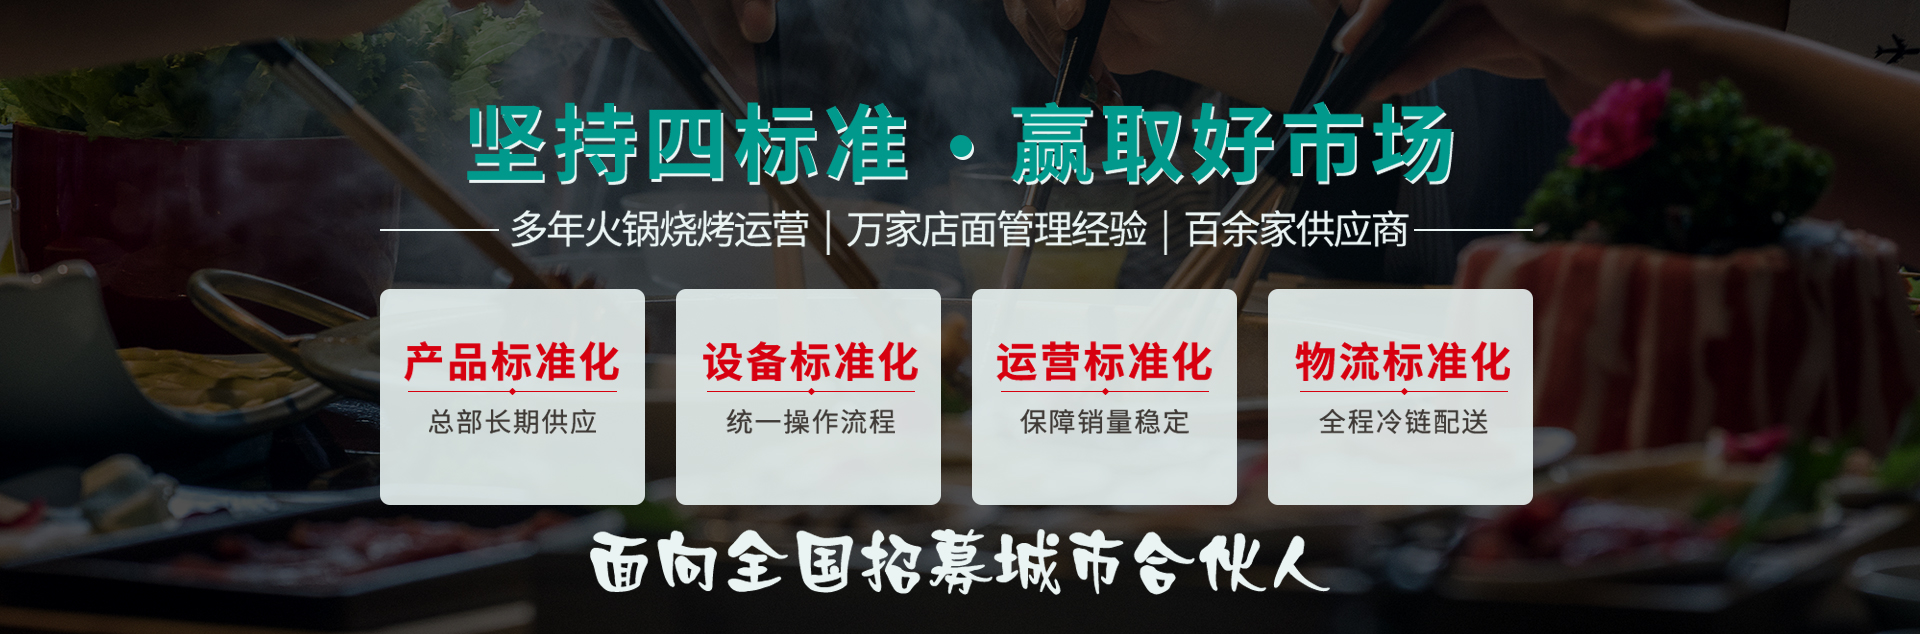 坚持四标准·赢取好市场
多年火锅烧烤运营｜万家店面管理经验｜百余家供应商
产品标准化
总部长期供应
设备标准化
统一操作流程
运营标准化
保障销量稳定
物流标准化
全程冷链配送
面向全国招募城市合伙人